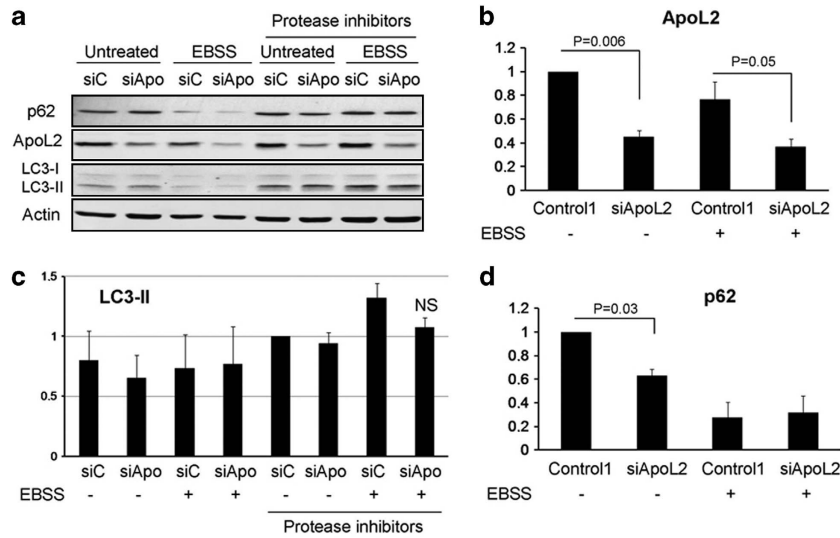 a
Protease inhibitors
Untreated EBSS Untreated EBSS
siC siApo siC siApo siC siApo siC siApo
p62
ApoL2
LC3-I
LC3-II
Actin
b
ApoL2
1.2
1
0.8
0.6
0.4
0.2
0
P=0.006
P=0.05
Control1 siApoL2 Control1 siApoL2
EBSS - - + +
c
LC3-II
1.5
1
0.5
0
NS
siC siApo siC siApo siC siApo siC siApo
EBSS - - + + - - + +
Protease inhibitors
d
p62
1.2
1
0.8
0.6
0.4
0.2
0
P=0.03
Control1 siApoL2 Control1 siApoL2
EBSS - - + +